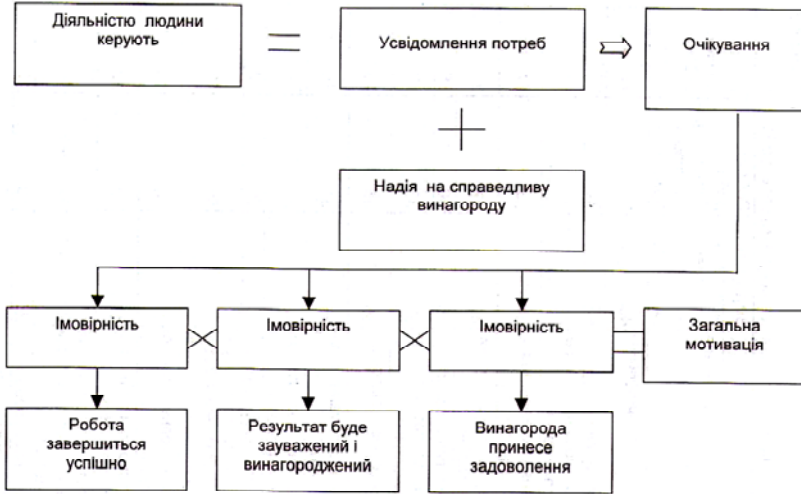 Діяльністю людини
керують
Усвідомлення потреб
Очікування
Надія на справедливу
винагороду
Імовірність
Імовірність
Імовірність
Загальна
мотивація
Робота
завершиться
успішно
Результат буде
зауважений і
винагороджений
Винагорода
принесе
задоволення